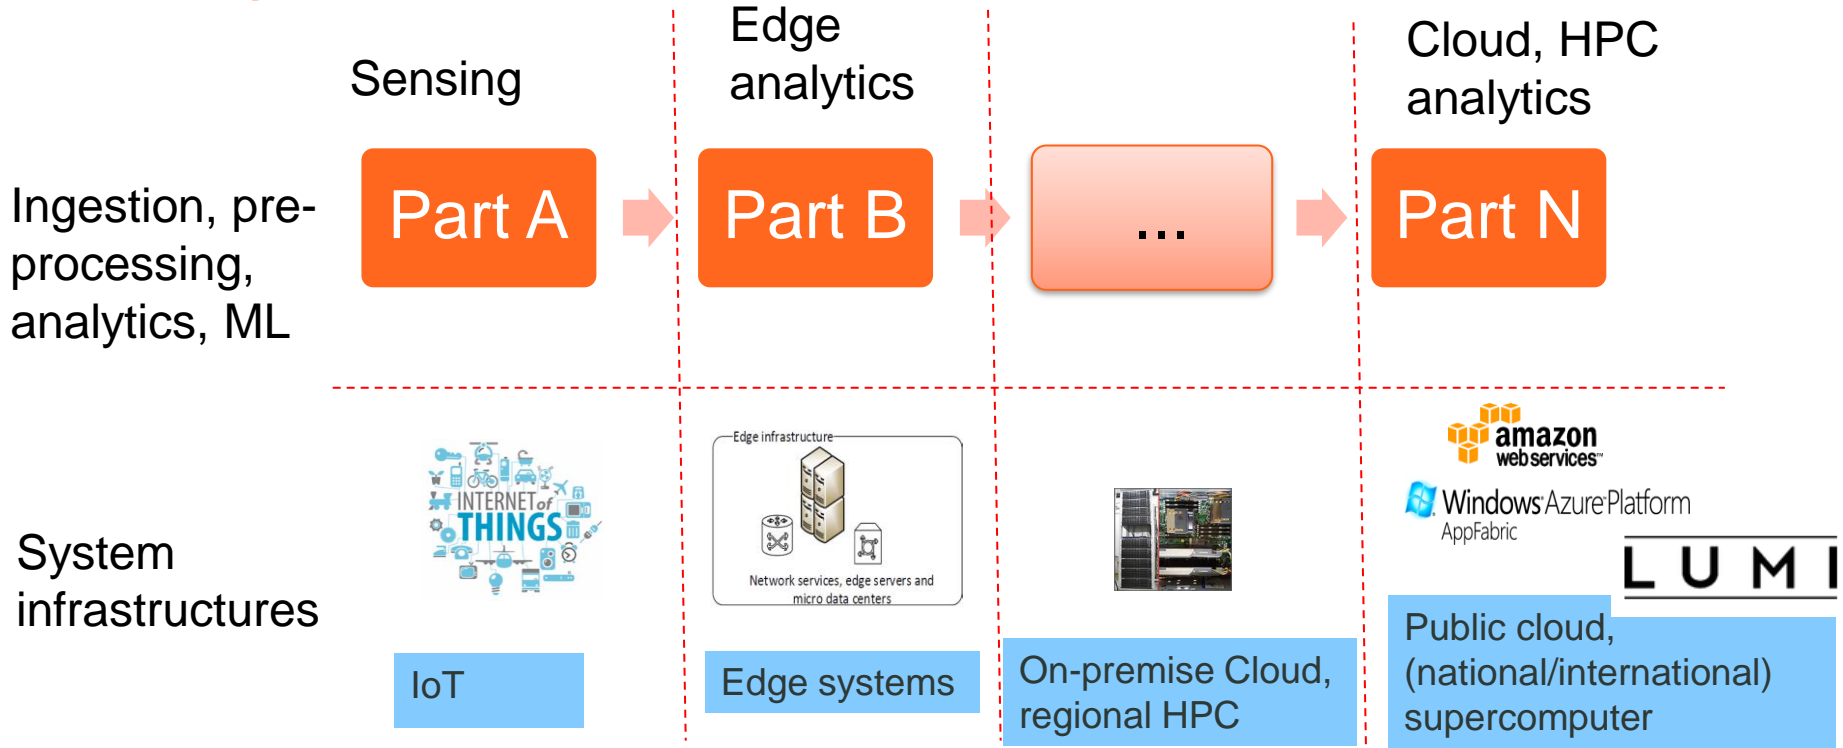 Sensing
Edge
analytics
Cloud, HPC
analytics
Ingestion, pre-
processing,
analytics, ML
Part A
Part B
...
Part N
System
infrastructures
INTERNET of
THINGS
IoT
Edge infrastructure
Network services, edge servers and
micro data centers
Edge systems
On-premise Cloud,
regional HPC
amazon
webservices™
Windows Azure Platform
AppFabric
LUMI
Public cloud,
(national/international)
supercomputer